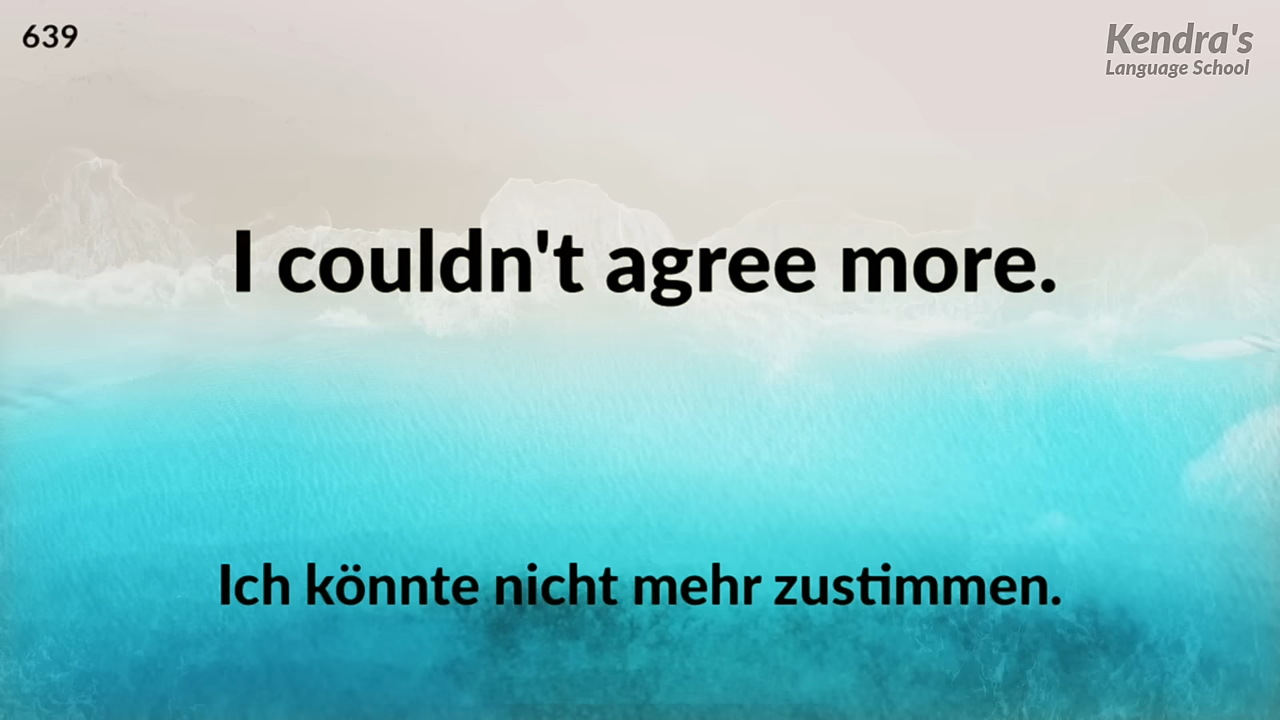 639
Kendra's
Language School
I couldn't agree more.
Ich könnte nicht mehr zustimmen.